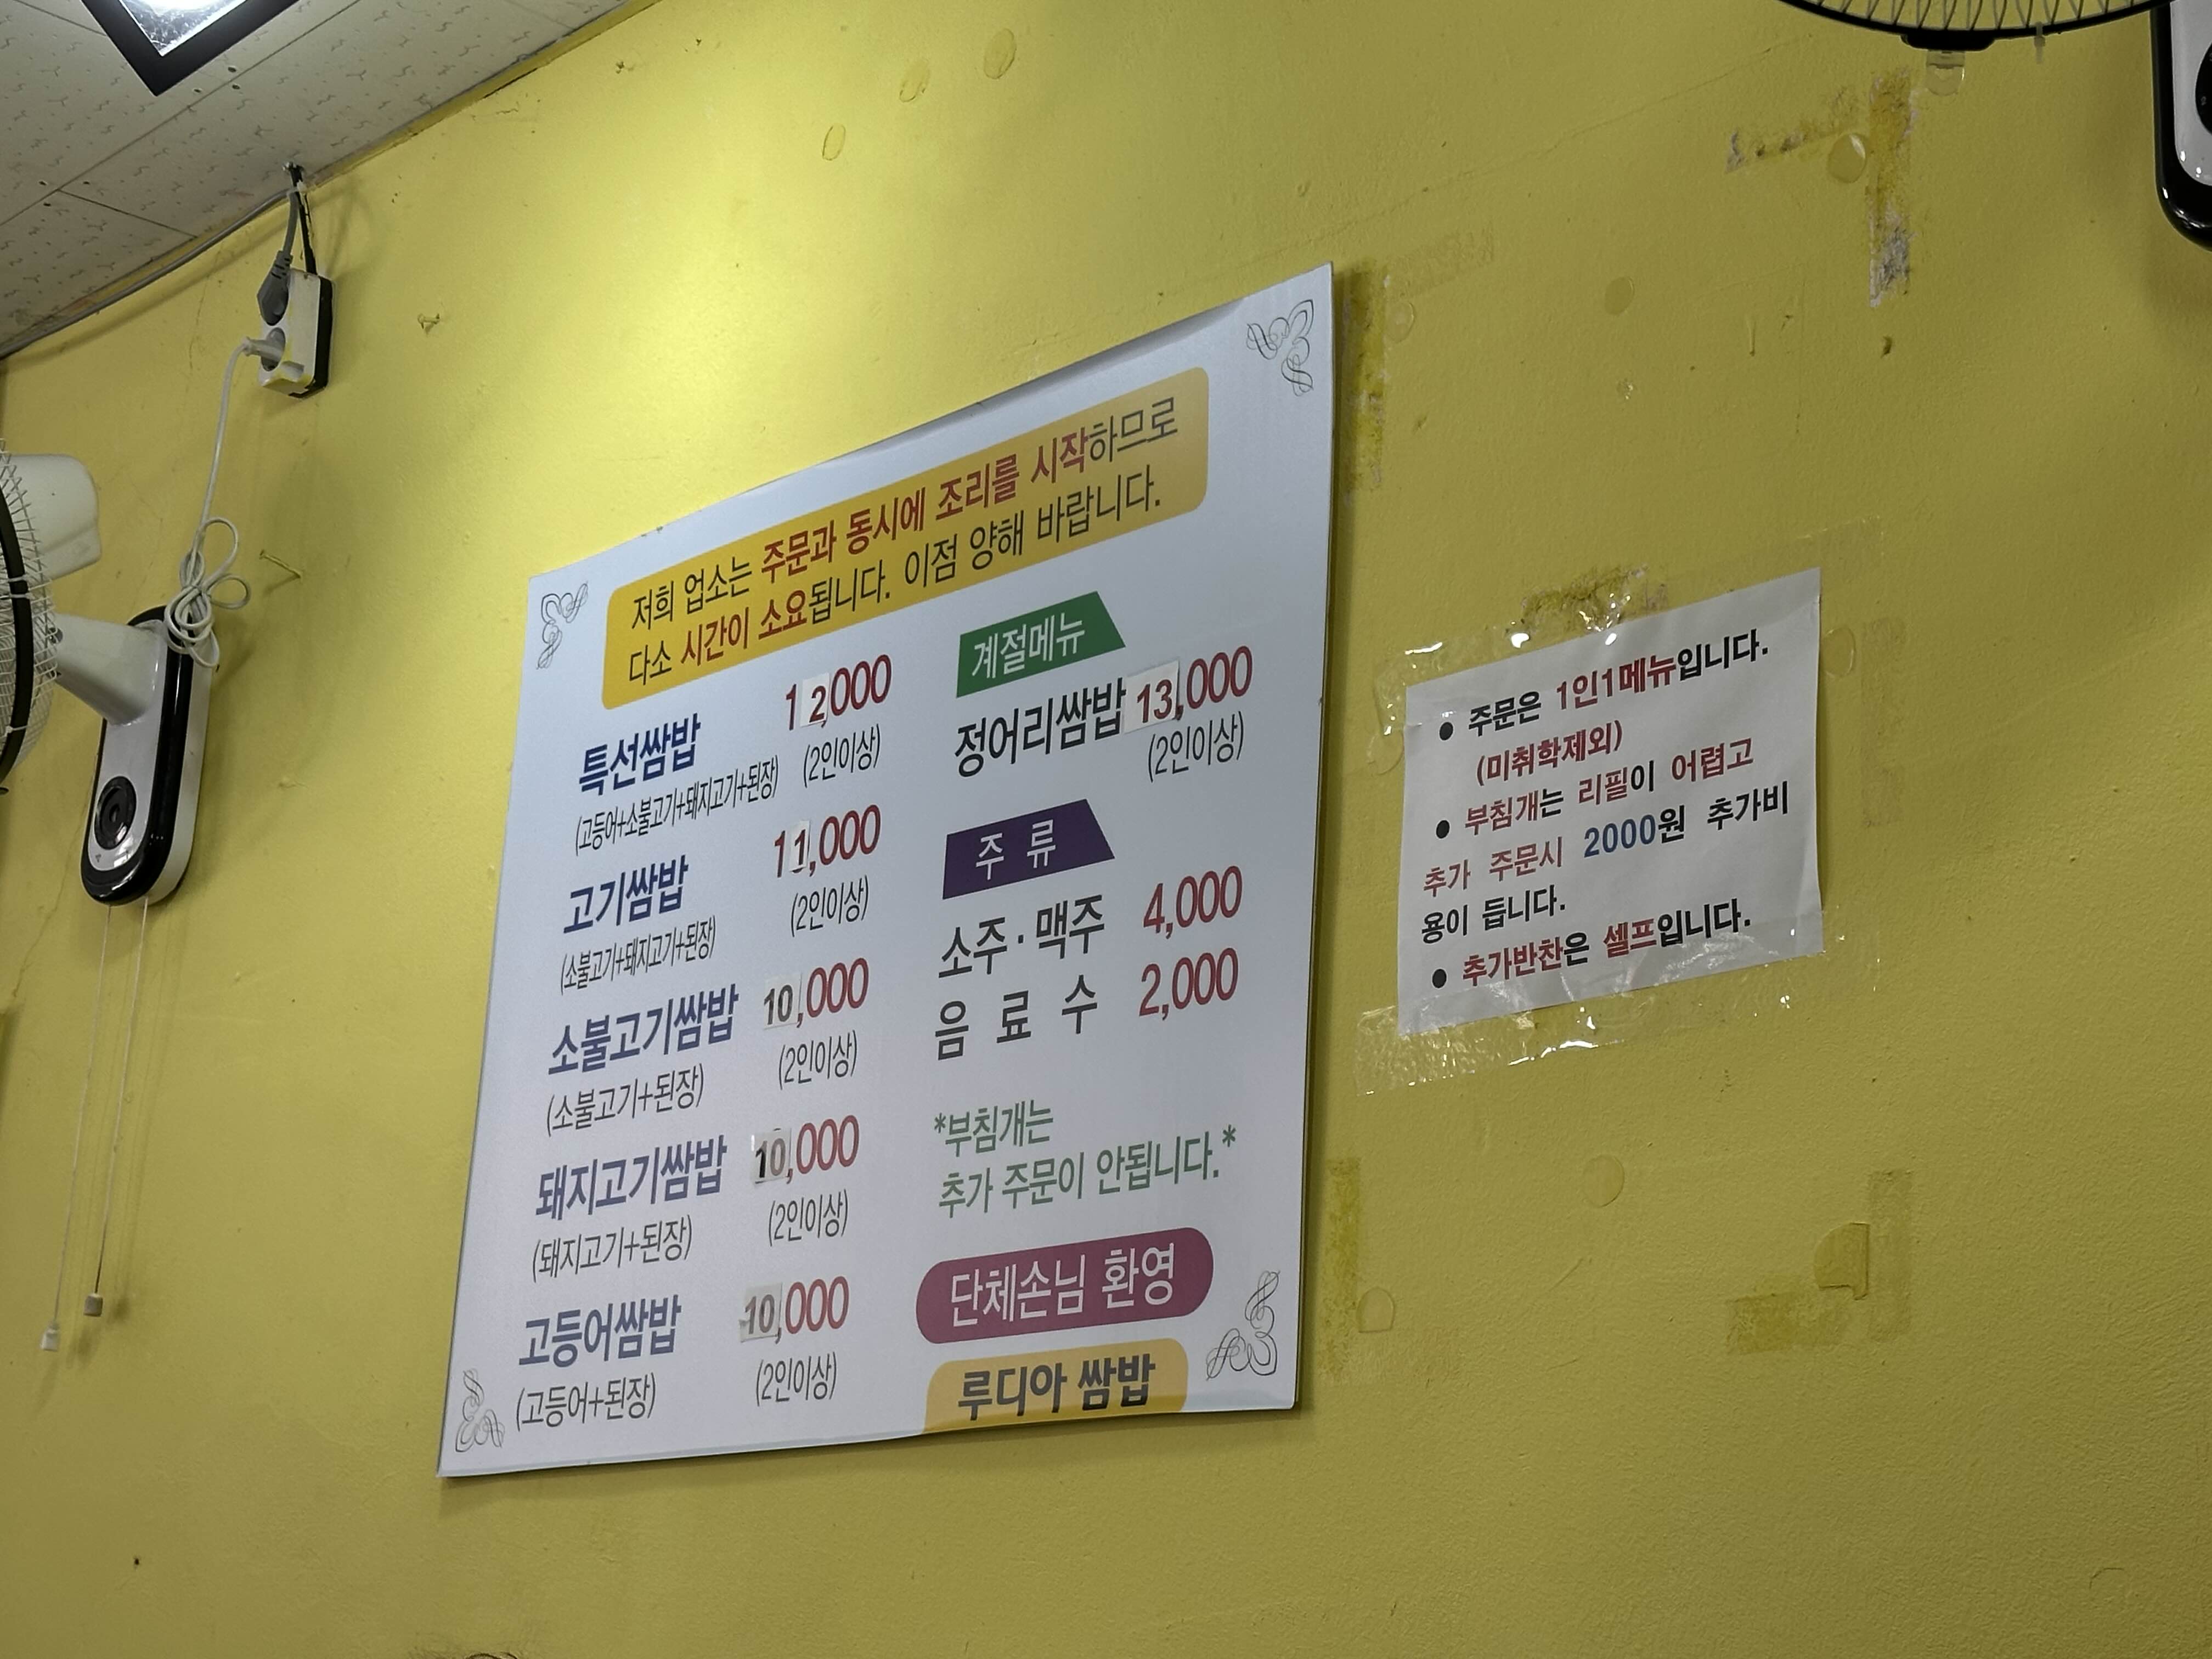 저희 업소는 주문과 동시에 조리를 시작하므로
다소 시간이 소요됩니다. 이점 양해 바랍니다.
특선쌈밥 12,000
(고등어+소불고기+돼지고기+된장) (2인이상)
고기쌈밥 11,000
(소불고기+돼지고기+된장) (2인이상)
소불고기쌈밥 10,000
(소불고기+된장) (2인이상)
돼지고기쌈밥 10,000
(돼지고기+된장) (2인이상)
고등어쌈밥 10,000
(고등어+된장) (2인이상)
계절메뉴
정어리쌈밥 13,000
(2인이상)
주 류
소주·맥주 4,000
음 료 수 2,000
*부침개는
추가 주문이 안됩니다.*
단체손님 환영
루디아 쌈밥
● 주문은 1인1메뉴입니다.
(미취학제외)
● 부침개는 리필이 어렵고
추가 주문시 2000원 추가비
용이 듭니다.
● 추가반찬은 셀프입니다.